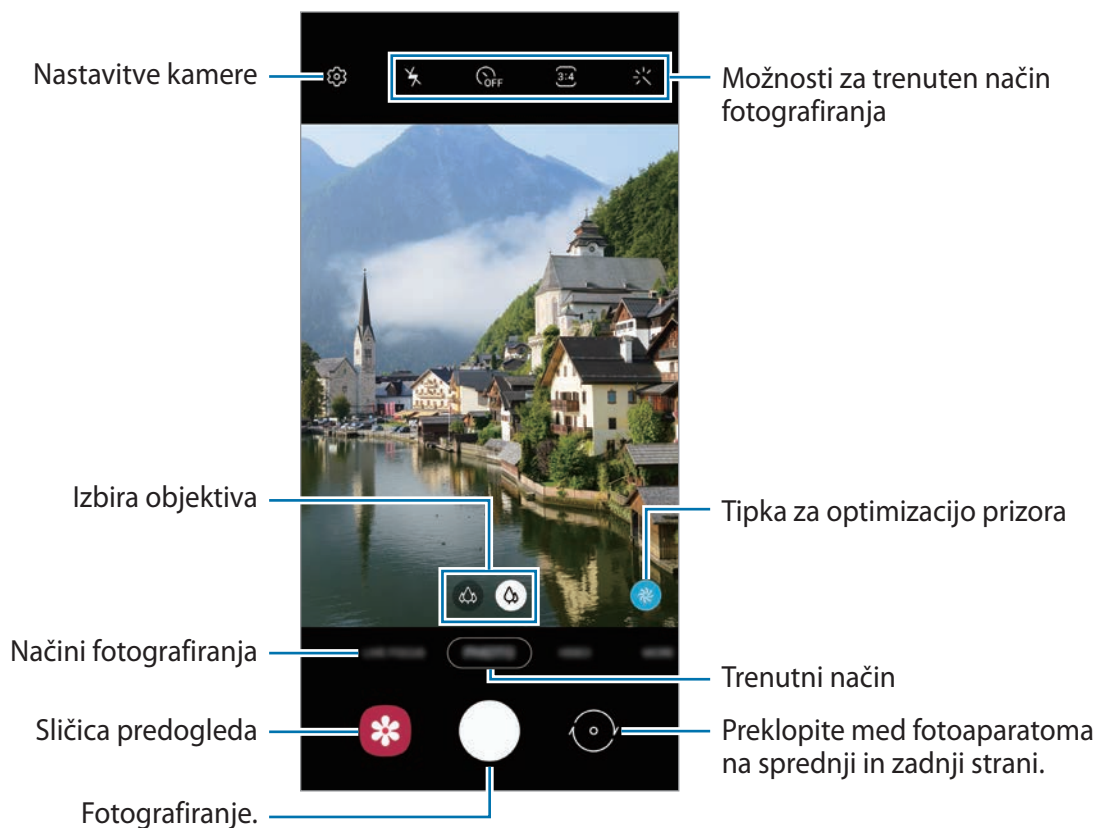 Nastavitve kamere
OFF
3:4
Možnosti za trenuten način
fotografiranja
Izbira objektiva
Tipka za optimizacijo prizora
Načini fotografiranja
Trenutni način
Sličica predogleda
Preklopite med fotoaparatoma
na sprednji in zadnji strani.
Fotografiranje.